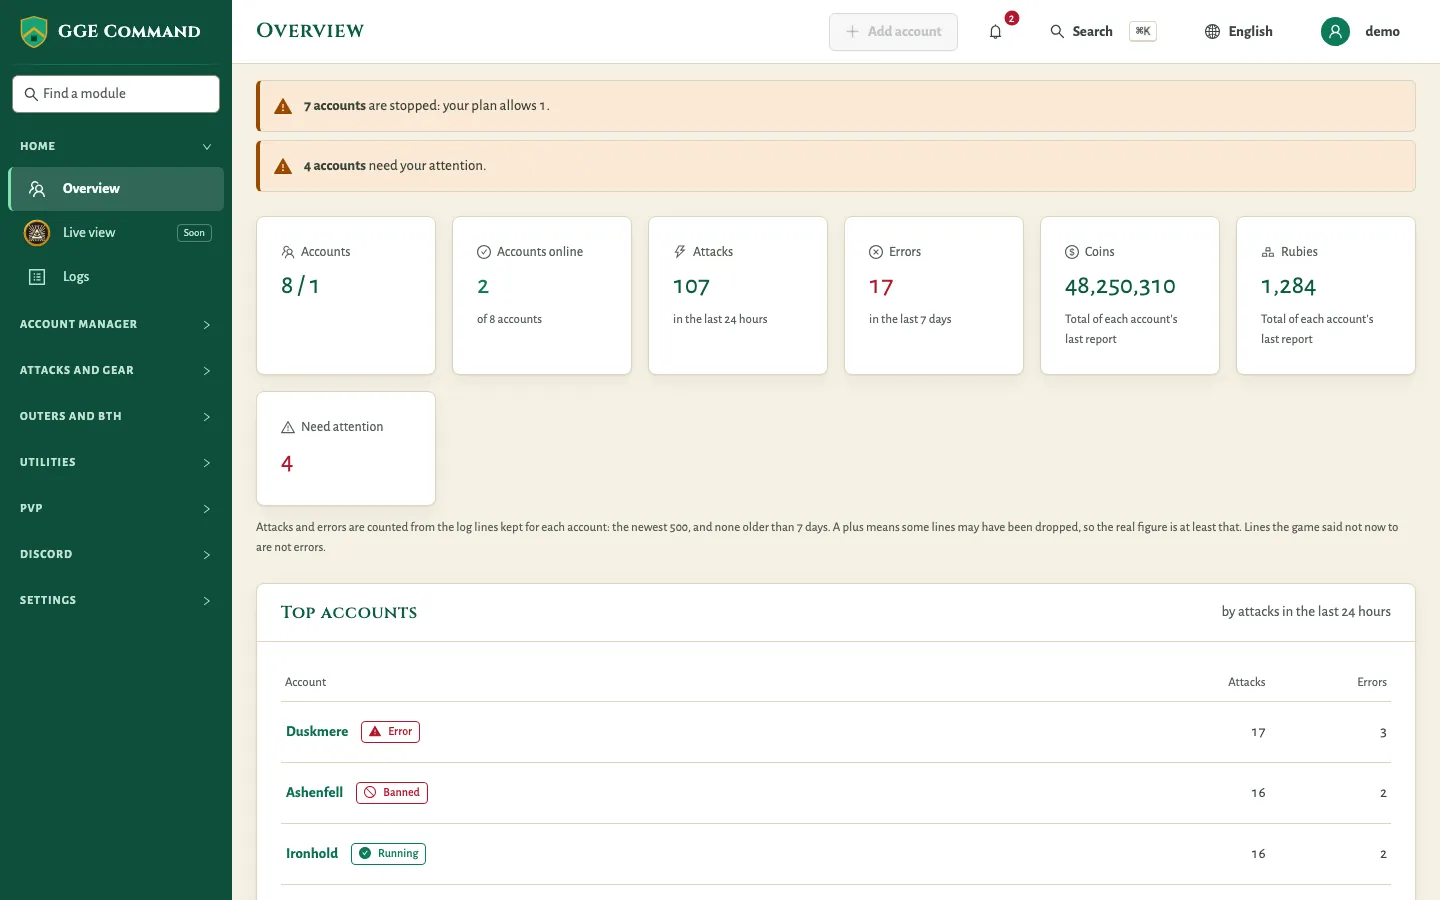 GGE Command
Overview
Add account
2
Search
⌘K
English
demo
Find a module
HOME
Overview
Live view
Soon
Logs
ACCOUNT MANAGER
ATTACKS AND GEAR
OUTERS AND BTH
UTILITIES
PVP
DISCORD
SETTINGS
7 accounts are stopped: your plan allows 1.
4 accounts need your attention.
Accounts
8 / 1
Accounts online
2
of 8 accounts
Attacks
107
in the last 24 hours
Errors
17
in the last 7 days
Coins
48,250,310
Total of each account's
last report
Rubies
1,284
Total of each account's
last report
Need attention
4
Attacks and errors are counted from the log lines kept for each account: the newest 500, and none older than 7 days. A plus means some lines may have been dropped, so the real figure is at least that. Lines the game said not now to
are not errors.
Top accounts
by attacks in the last 24 hours
Account Attacks Errors
Duskmere Error 17 3
Ashenfell Banned 16 2
Ironhold Running 16 2